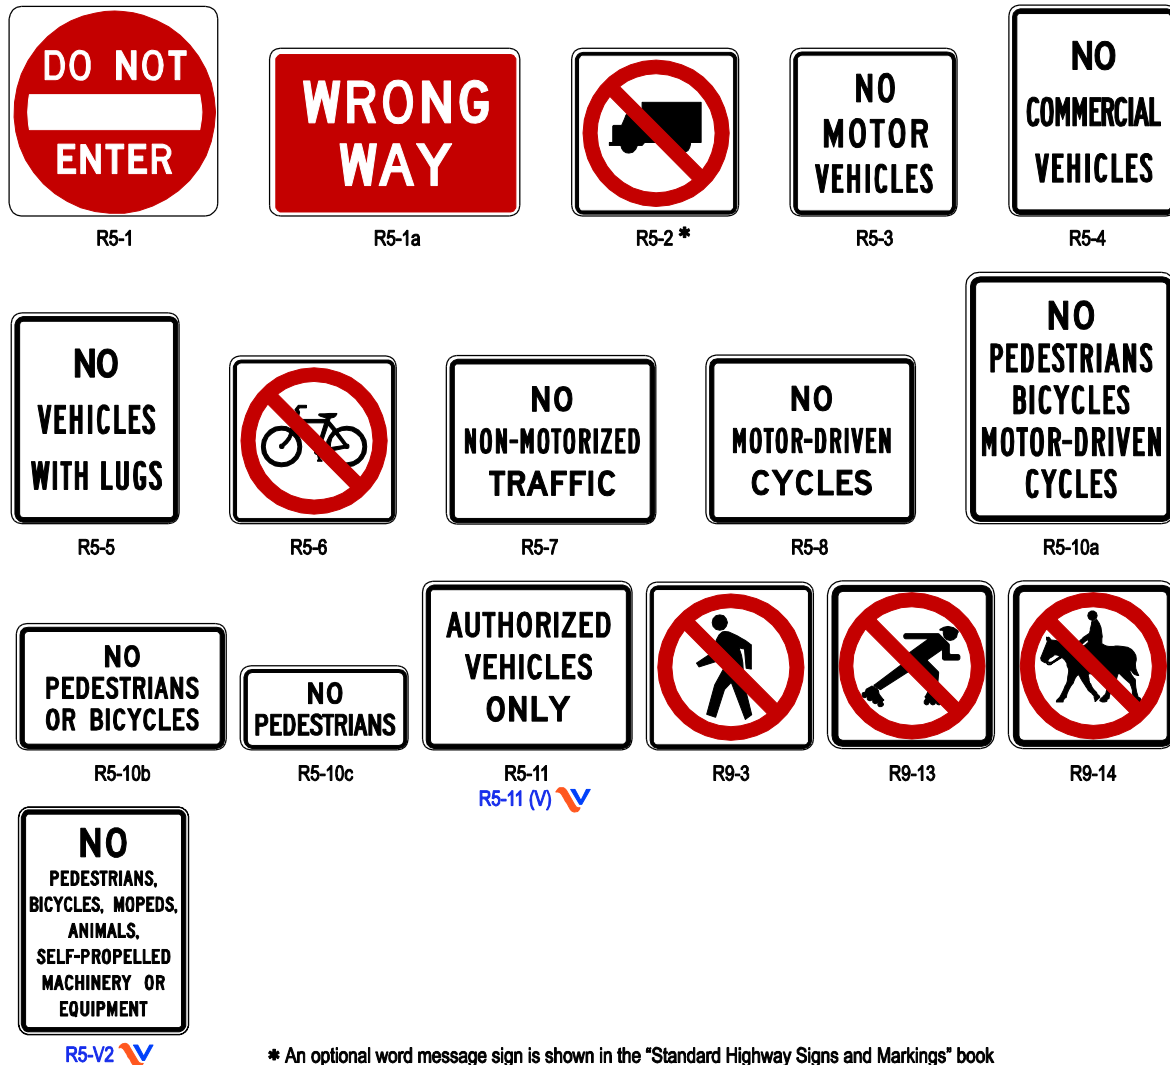 DO NOT
ENTER
R5-1
WRONG
WAY
R5-1a
R5-2 *
NO
MOTOR
VEHICLES
R5-3
NO
COMMERCIAL
VEHICLES
R5-4
NO
VEHICLES
WITH LUGS
R5-5
R5-6
NO
NON-MOTORIZED
TRAFFIC
R5-7
NO
MOTOR-DRIVEN
CYCLES
R5-8
NO
PEDESTRIANS
BICYCLES
MOTOR-DRIVEN
CYCLES
R5-10a
NO
PEDESTRIANS
OR BICYCLES
R5-10b
NO
PEDESTRIANS
R5-10c
AUTHORIZED
VEHICLES
ONLY
R5-11
R5-11 (V)
R9-3
R9-13
R9-14
NO
PEDESTRIANS,
BICYCLES, MOPEDS,
ANIMALS,
SELF-PROPELLED
MACHINERY OR
EQUIPMENT
R5-V2
* An optional word message sign is shown in the “Standard Highway Signs and Markings” book